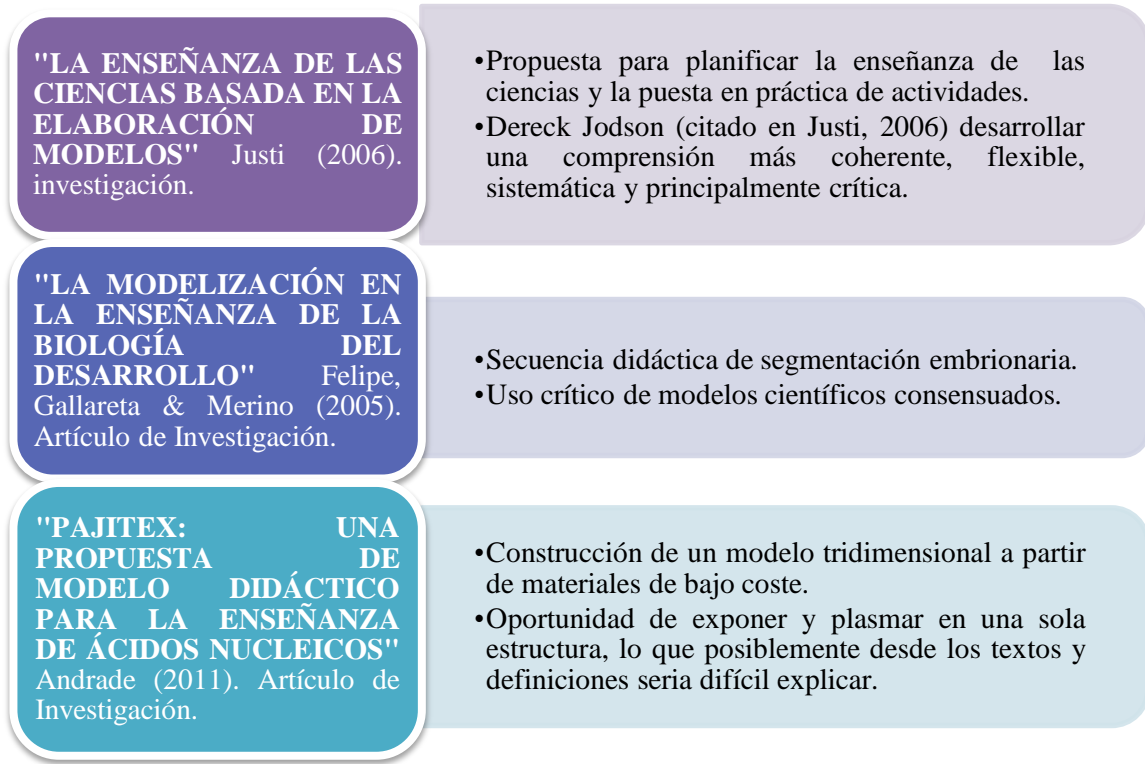 "LA ENSEÑANZA DE LAS
CIENCIAS BASADA EN LA
ELABORACIÓN DE
MODELOS" Justi (2006).
investigación.
•Propuesta para planificar la enseñanza de las
ciencias y la puesta en práctica de actividades.
•Dereck Jodson (citado en Justi, 2006) desarrollar
una comprensión más coherente, flexible,
sistemática y principalmente crítica.
"LA MODELIZACIÓN EN
LA ENSEÑANZA DE LA
BIOLOGÍA DEL
DESARROLLO" Felipe,
Gallareta & Merino (2005).
Artículo de Investigación.
•Secuencia didáctica de segmentación embrionaria.
•Uso crítico de modelos científicos consensuados.
"PAJITEX: UNA
PROPUESTA DE
MODELO DIDÁCTICO
PARA LA ENSEÑANZA
DE ÁCIDOS NUCLEICOS"
Andrade (2011). Artículo de
Investigación.
•Construcción de un modelo tridimensional a partir
de materiales de bajo coste.
•Oportunidad de exponer y plasmar en una sola
estructura, lo que posiblemente desde los textos y
definiciones seria difícil explicar.